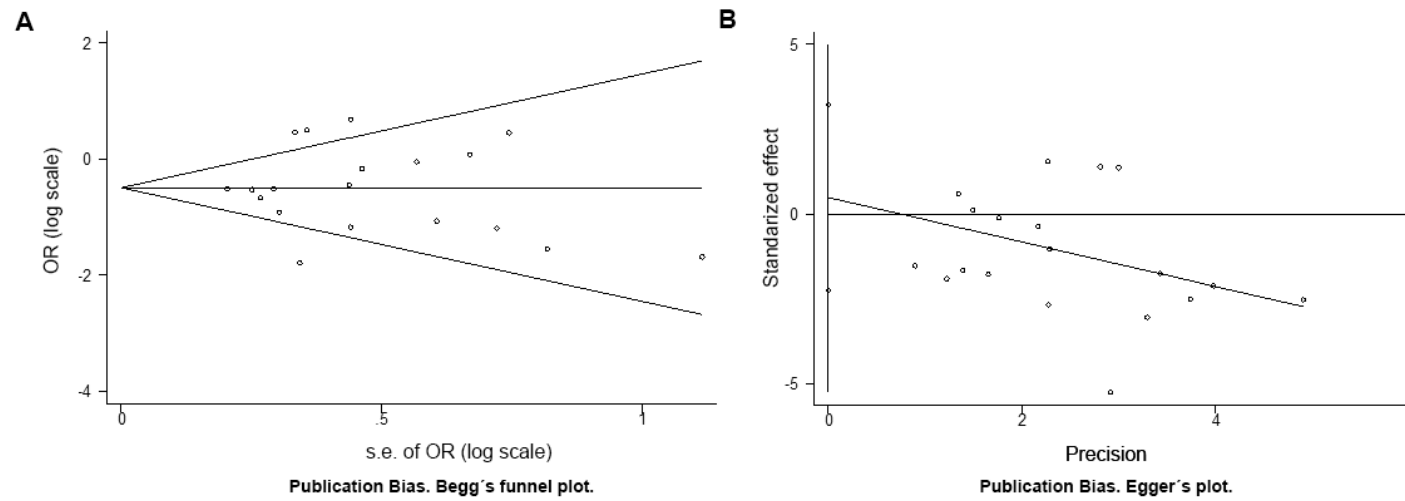 A
2
0
-2
-4
OR (log scale)
0
.5
1
s.e. of OR (log scale)
Publication Bias. Begg´s funnel plot.
B
5
0
-5
Standarized effect
0
2
4
Precision
Publication Bias. Egger´s plot.